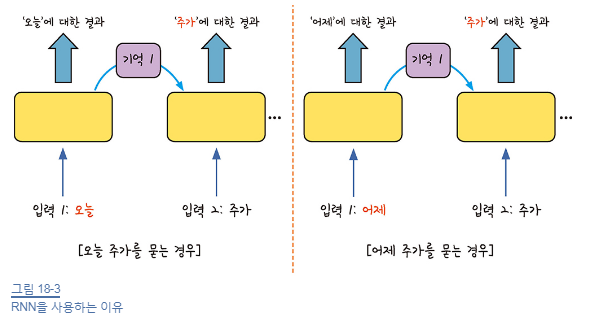 '오늘'에 대한 결과
'주가'에 대한 결과
기억 1
입력 1: 오늘
입력 2: 주가
[오늘 주가를 묻는 경우]
'어제'에 대한 결과
'주가'에 대한 결과
기억 1
입력 1: 어제
입력 2: 주가
[어제 주가를 묻는 경우]
그림 18-3
RNN을 사용하는 이유